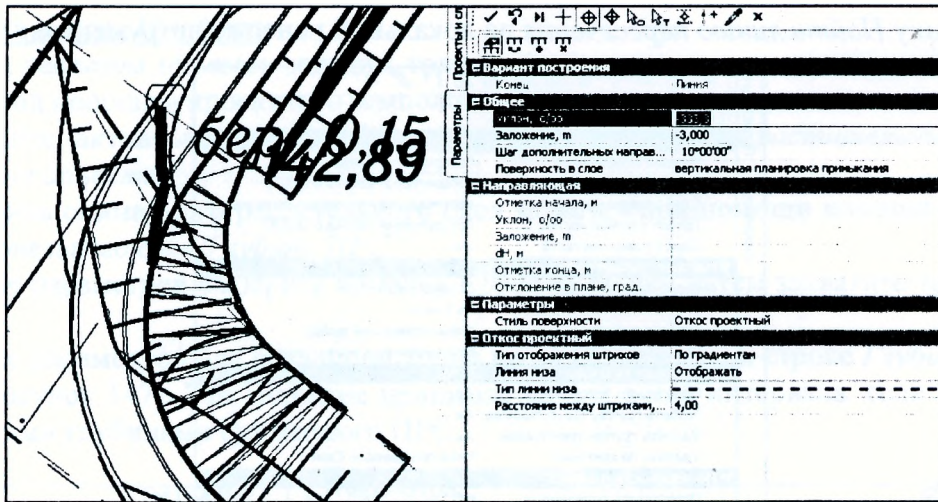 бер. 0,15
142,89
Проекты и сл
Параметры
Вариант построения
Конец Линия
Общее
Уклон, о/оо
Заложение, m -3,000
Шаг дополнительных направ... 10°00'00"
Поверхность в слое вертикальная планировка примыкания
Направляющая
Отметка начала, м
Уклон, о/оо
Заложение, m
dH, м
Отметка конца, м
Отклонение в плане, град.
Параметры
Стиль поверхности Откос проектный
Откос проектный
Тип отображения штрихов По градиентам
Линия низа Отображать
Тип линии низа
Расстояние между штрихами, ... 4,00